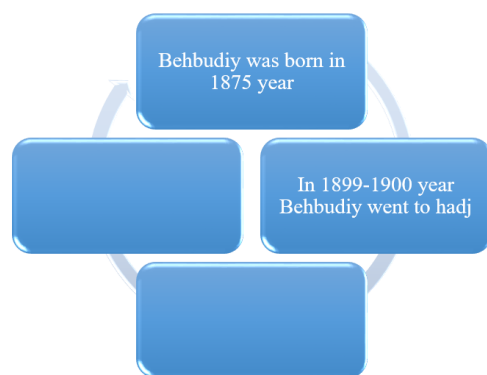 Behbudiy was born in
1875 year
In 1899-1900 year
Behbudiy went to hadj